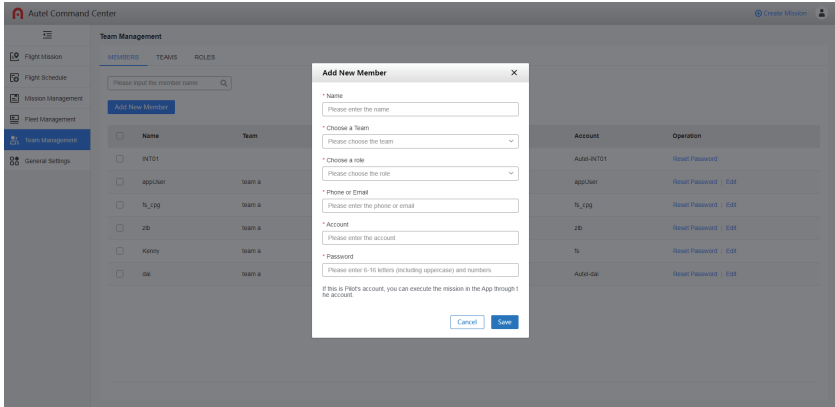 Autel Command Center
Create Mission
Team Management
Flight Mission
Flight Schedule
Mission Management
Fleet Management
Team Management
General Settings
MEMBERS TEAMS ROLES
Please input the member name
Add New Member
Name Team Account Operation
INT01 Autel-INT01 Reset Password
appUser team a appUser Reset Password | Edit
fs_cpg team a fs_cpg Reset Password | Edit
zlb team a zlb Reset Password | Edit
Kenny team a fs Reset Password | Edit
dai team a Autel-dai Reset Password | Edit
Add New Member
* Name
Please enter the name
* Choose a Team
Please choose the team
* Choose a role
Please choose the role
* Phone or Email
Please enter the phone or email
* Account
Please enter the account
* Password
Please enter 6-16 letters (including uppercase) and numbers
If this is Pilot's account, you can execute the mission in the App through t
he account.
Cancel Save